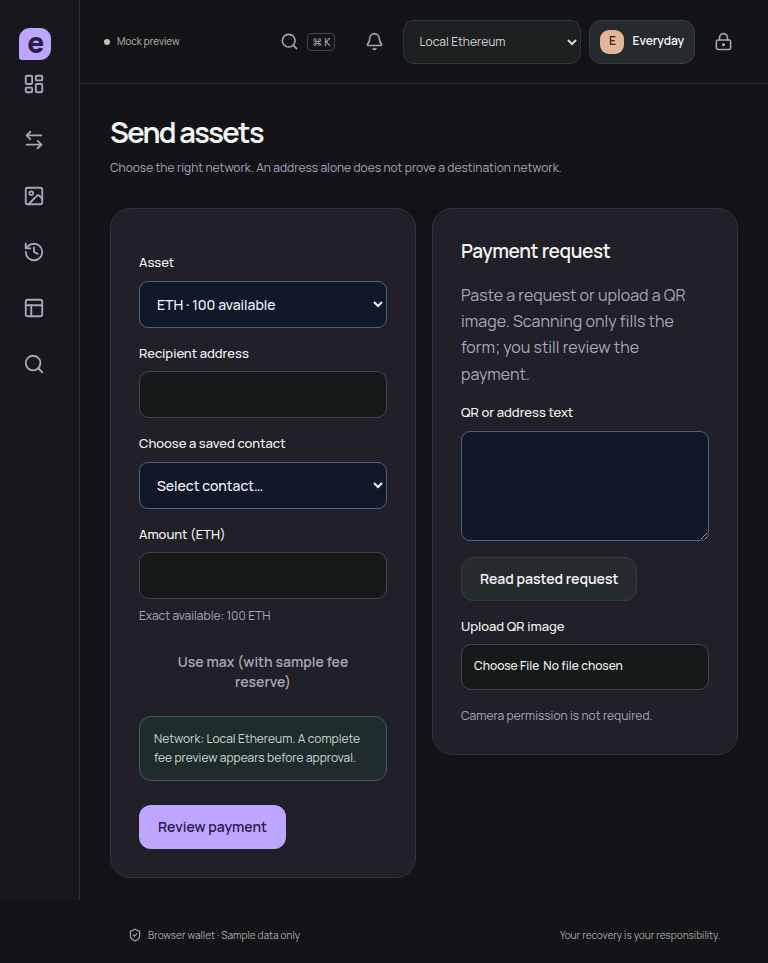 e
Mock preview
⌘ K
Local Ethereum
E
Everyday
Send assets
Choose the right network. An address alone does not prove a destination network.
Asset
ETH · 100 available
Recipient address
Choose a saved contact
Select contact...
Amount (ETH)
Exact available: 100 ETH
Use max (with sample fee
reserve)
Network: Local Ethereum. A complete
fee preview appears before approval.
Review payment
Payment request
Paste a request or upload a QR
image. Scanning only fills the
form; you still review the
payment.
QR or address text
Read pasted request
Upload QR image
Choose File No file chosen
Camera permission is not required.
Browser wallet · Sample data only
Your recovery is your responsibility.